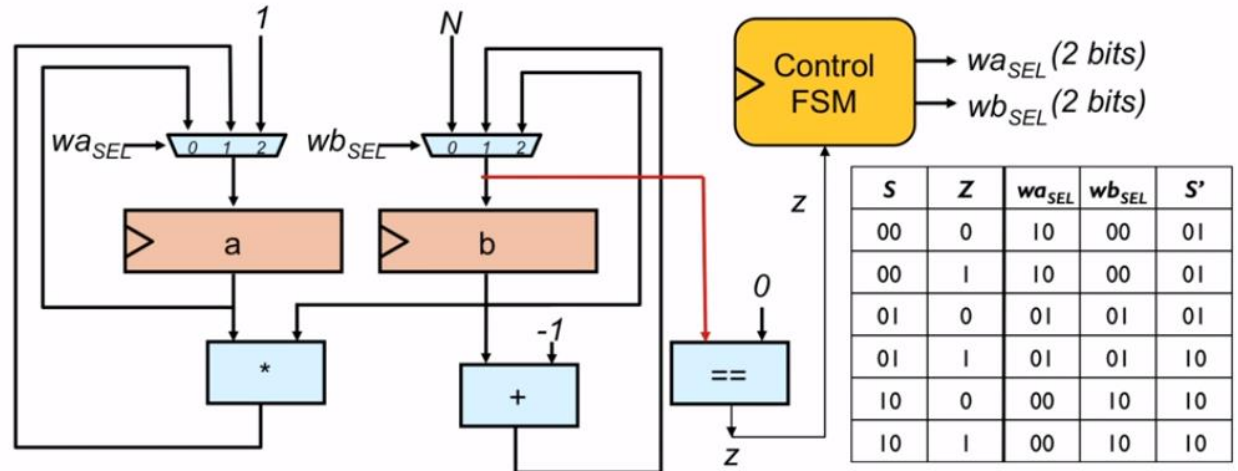 1
N
Control
FSM
wa_SEL (2 bits)
wb_SEL (2 bits)
wa_SEL
0 1 2
wb_SEL
0 1 2
z
a
b
0
-1
*
+
==
z
S Z wa_SEL wb_SEL S'
00 0 10 00 01
00 1 10 00 01
01 0 01 01 01
01 1 01 01 10
10 0 00 10 10
10 1 00 10 10